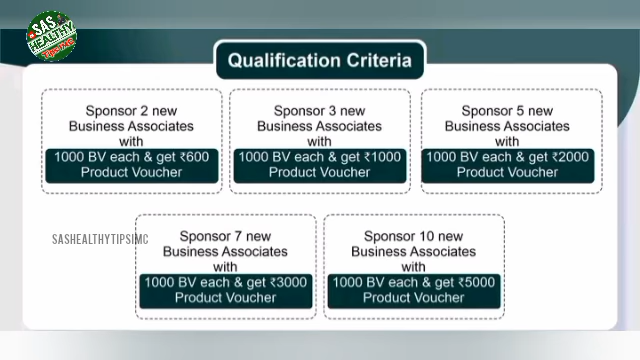 SAS
HEALTHY
Tips IMC
Qualification Criteria
Sponsor 2 new
Business Associates
with
1000 BV each & get ₹600
Product Voucher
Sponsor 3 new
Business Associates
with
1000 BV each & get ₹1000
Product Voucher
Sponsor 5 new
Business Associates
with
1000 BV each & get ₹2000
Product Voucher
SASHEALTHYTIPSIMC
Sponsor 7 new
Business Associates
with
1000 BV each & get ₹3000
Product Voucher
Sponsor 10 new
Business Associates
with
1000 BV each & get ₹5000
Product Voucher